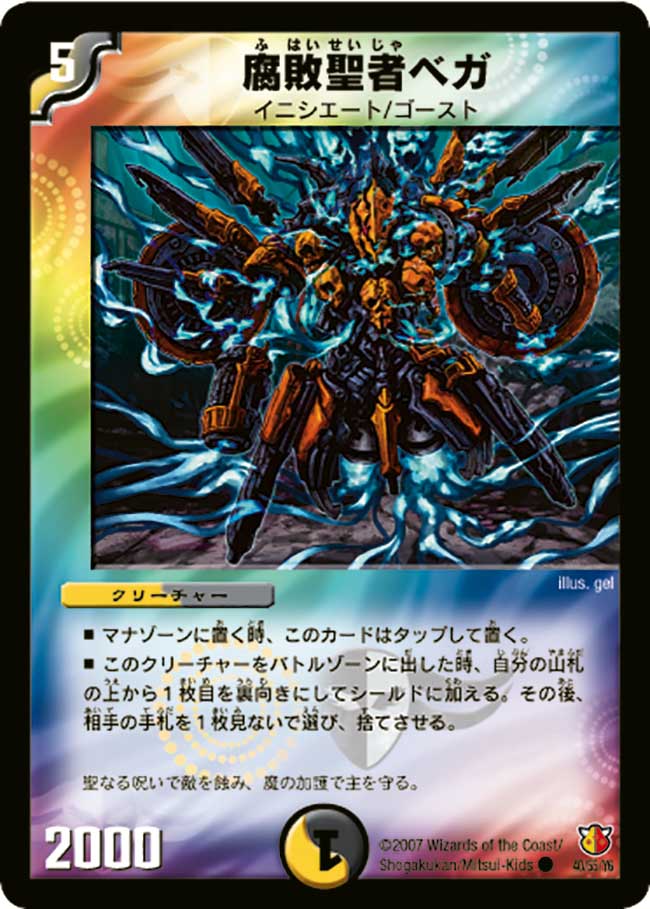 5
ふはいせいじゃ
腐敗聖者ベガ
イニシエート/ゴースト
illus. gel
クリーチャー
■ マナゾーンに置く時、このカードはタップして置く。
■ このクリーチャーをバトルゾーンに出した時、自分の山札
の上から1枚目を裏向きにしてシールドに加える。その後、
相手の手札を1枚見ないで選び、捨てさせる。
聖なる呪いで敵を蝕み、魔の加護で主を守る。
2000
1
©2007 Wizards of the Coast/
Shogakukan/Mitsui-Kids
40/55 Y6